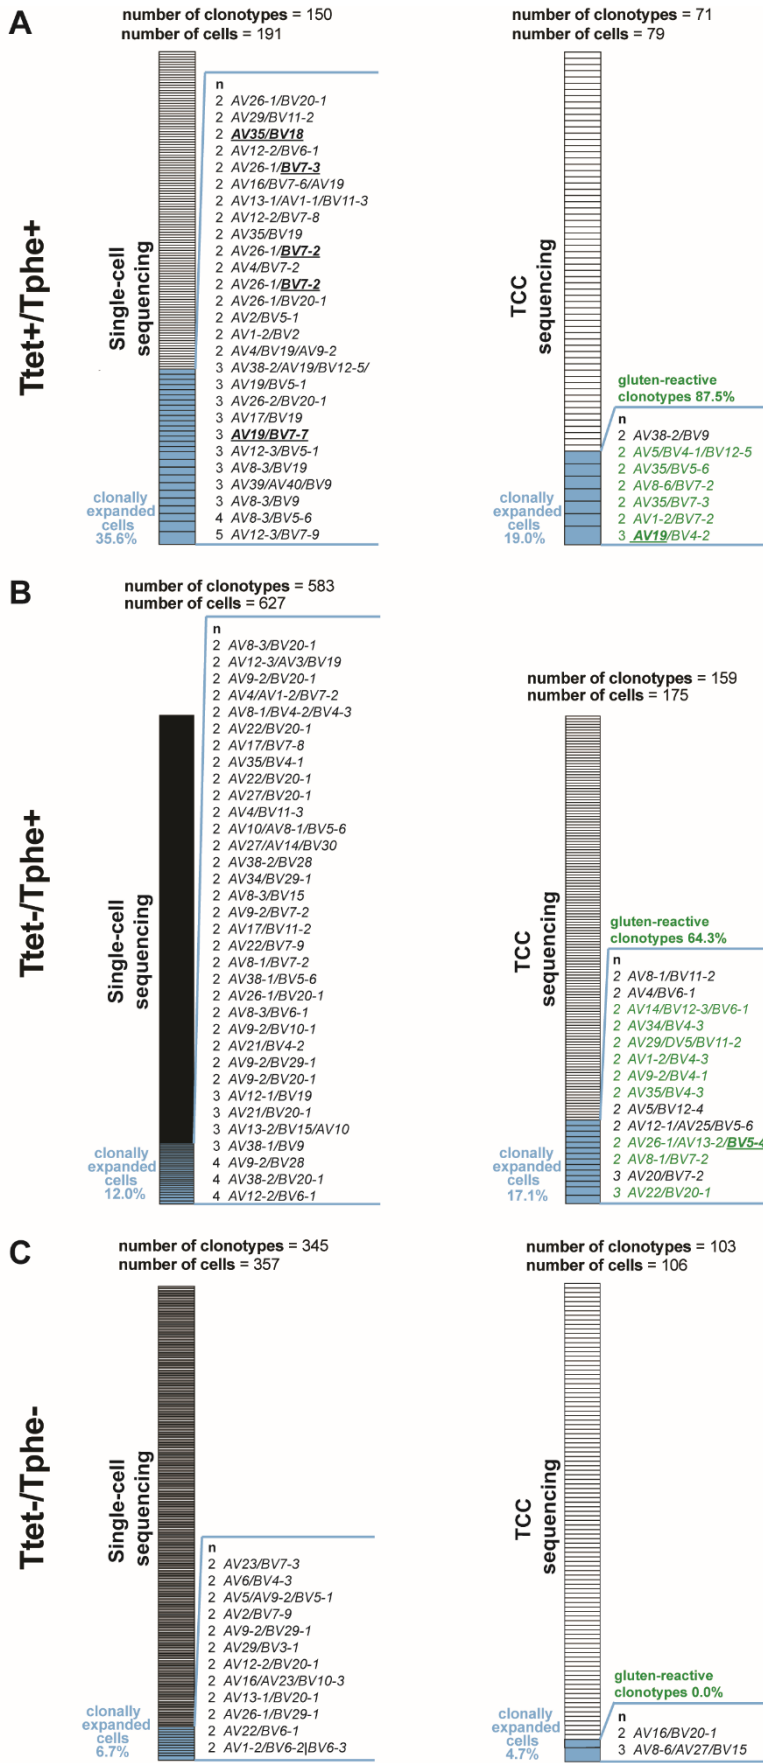 A
number of clonotypes = 150
number of cells = 191
Ttet+/Tphe+
Single-cell
sequencing
clonally
expanded
cells
35.6%
n
2 AV26-1/BV20-1
2 AV29/BV11-2
2 AV35/BV18
2 AV12-2/BV6-1
2 AV26-1/BV7-3
2 AV16/BV7-6/AV19
2 AV13-1/AV1-1/BV11-3
2 AV12-2/BV7-8
2 AV35/BV19
2 AV26-1/BV7-2
2 AV4/BV7-2
2 AV26-1/BV7-2
2 AV26-1/BV20-1
2 AV2/BV5-1
2 AV1-2/BV2
2 AV4/BV19/AV9-2
3 AV38-2/AV19/BV12-5/
3 AV19/BV5-1
3 AV26-2/BV20-1
3 AV17/BV19
3 AV19/BV7-7
3 AV12-3/BV5-1
3 AV8-3/BV19
3 AV39/AV40/BV9
3 AV8-3/BV9
4 AV8-3/BV5-6
5 AV12-3/BV7-9
number of clonotypes = 71
number of cells = 79
TCC
sequencing
clonally
expanded
cells
19.0%
gluten-reactive
clonotypes 87.5%
n
2 AV38-2/BV9
2 AV5/BV4-1/BV12-5
2 AV35/BV5-6
2 AV8-6/BV7-2
2 AV35/BV7-3
2 AV1-2/BV7-2
3 AV19/BV4-2
B
number of clonotypes = 583
number of cells = 627
Ttet-/Tphe+
Single-cell
sequencing
clonally
expanded
cells
12.0%
n
2 AV8-3/BV20-1
2 AV12-3/AV3/BV19
2 AV9-2/BV20-1
2 AV4/AV1-2/BV7-2
2 AV8-1/BV4-2/BV4-3
2 AV22/BV20-1
2 AV17/BV7-8
2 AV35/BV4-1
2 AV22/BV20-1
2 AV27/BV20-1
2 AV4/BV11-3
2 AV10/AV8-1/BV5-6
2 AV27/AV14/BV30
2 AV38-2/BV28
2 AV34/BV29-1
2 AV8-3/BV15
2 AV9-2/BV7-2
2 AV17/BV11-2
2 AV22/BV7-9
2 AV8-1/BV7-2
2 AV38-1/BV5-6
2 AV26-1/BV20-1
2 AV8-3/BV6-1
2 AV9-2/BV10-1
2 AV21/BV4-2
2 AV9-2/BV29-1
2 AV9-2/BV20-1
3 AV12-1/BV19
3 AV21/BV20-1
3 AV13-2/BV15/AV10
3 AV38-1/BV9
4 AV9-2/BV28
4 AV38-2/BV20-1
4 AV12-2/BV6-1
number of clonotypes = 159
number of cells = 175
TCC
sequencing
clonally
expanded
cells
17.1%
gluten-reactive
clonotypes 64.3%
n
2 AV8-1/BV11-2
2 AV4/BV6-1
2 AV14/BV12-3/BV6-1
2 AV34/BV4-3
2 AV29/DV5/BV11-2
2 AV1-2/BV4-3
2 AV9-2/BV4-1
2 AV35/BV4-3
2 AV5/BV12-4
2 AV12-1/AV25/BV5-6
2 AV26-1/AV13-2/BV5-4
2 AV8-1/BV7-2
3 AV20/BV7-2
3 AV22/BV20-1
C
number of clonotypes = 345
number of cells = 357
Ttet-/Tphe-
Single-cell
sequencing
clonally
expanded
cells
6.7%
n
2 AV23/BV7-3
2 AV6/BV4-3
2 AV5/AV9-2/BV5-1
2 AV2/BV7-9
2 AV9-2/BV29-1
2 AV29/BV3-1
2 AV12-2/BV20-1
2 AV16/AV23/BV10-3
2 AV13-1/BV20-1
2 AV26-1/BV29-1
2 AV22/BV6-1
2 AV1-2/BV6-2|BV6-3
number of clonotypes = 103
number of cells = 106
TCC
sequencing
clonally
expanded
cells
4.7%
gluten-reactive
clonotypes 0.0%
n
2 AV16/BV20-1
3 AV8-6/AV27/BV15